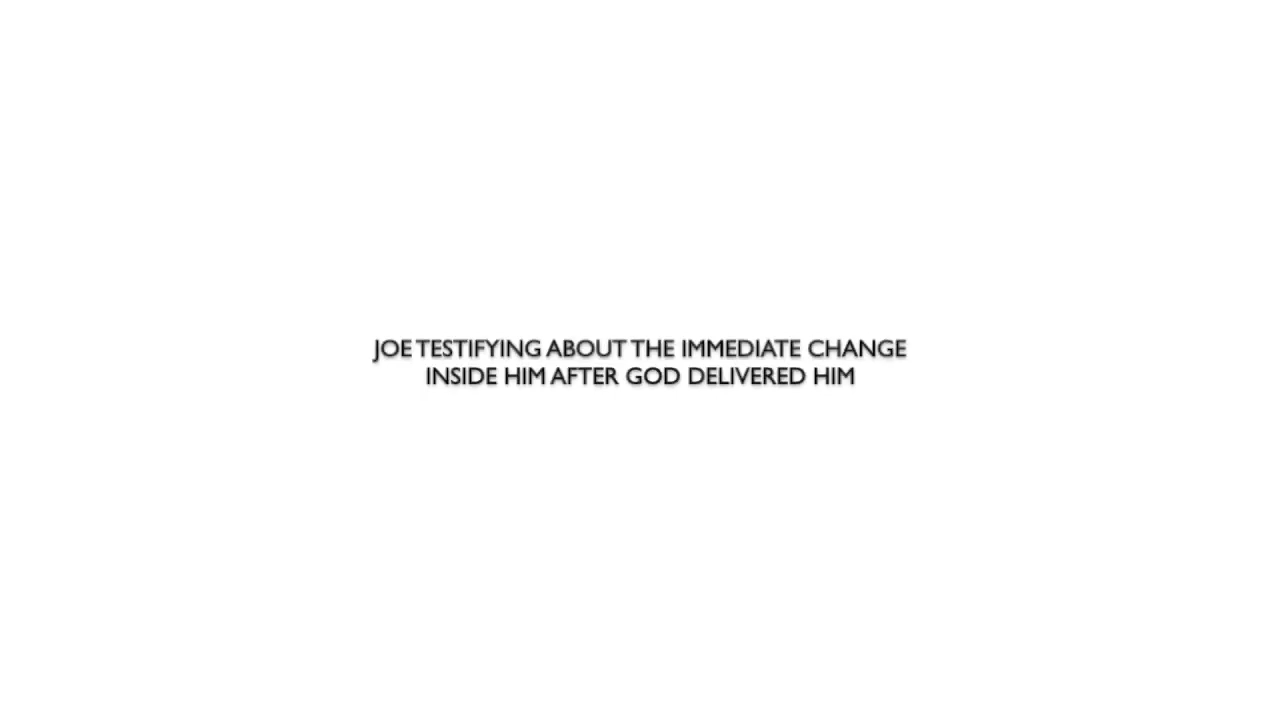 JOE TESTIFYING ABOUT THE IMMEDIATE CHANGE
INSIDE HIM AFTER GOD DELIVERED HIM